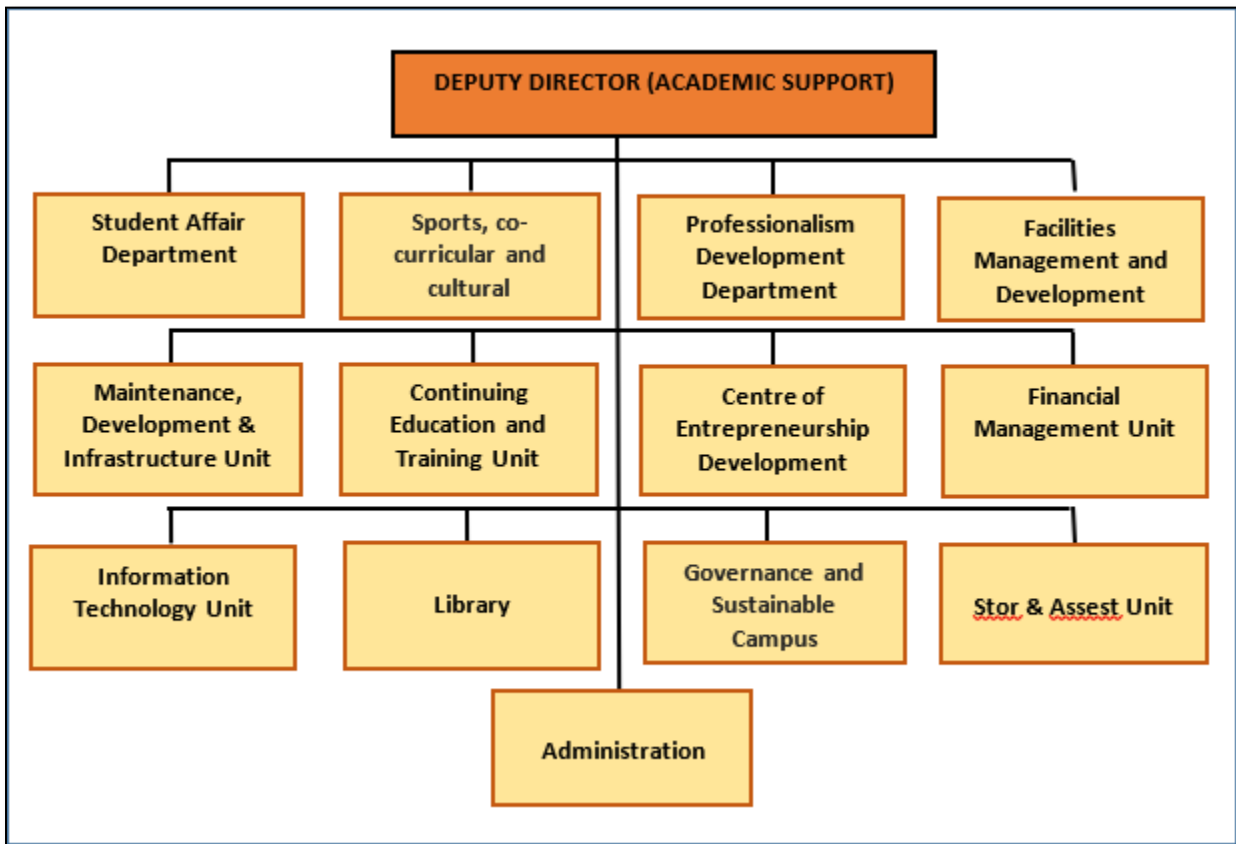 DEPUTY DIRECTOR (ACADEMIC SUPPORT)
Student Affair
Department
Sports, co-
curricular and
cultural
Professionalism
Development
Department
Facilities
Management and
Development
Maintenance,
Development &
Infrastructure Unit
Continuing
Education and
Training Unit
Centre of
Entrepreneurship
Development
Financial
Management Unit
Information
Technology Unit
Library
Governance and
Sustainable
Campus
Stor & Assest Unit
Administration